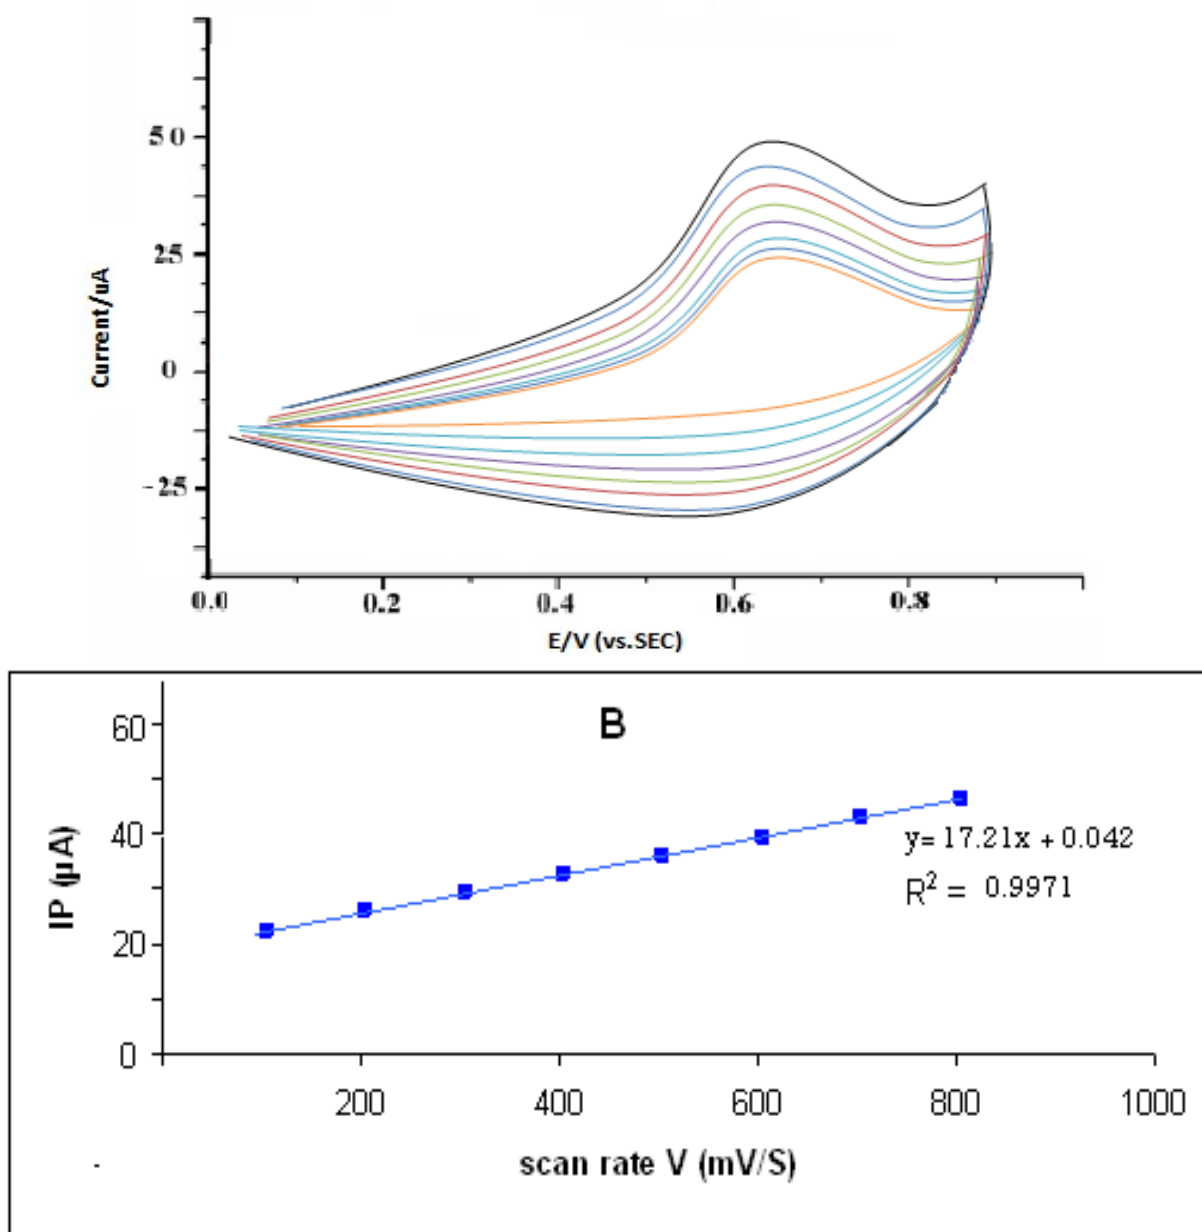 50
25
0
-25
Current/uA
0.0 0.2 0.4 0.6 0.8
E/V (vs.SEC)
B
60
40
20
0
IP (µA)
y= 17.21x + 0.042
R² = 0.9971
200 400 600 800 1000
scan rate V (mV/S)